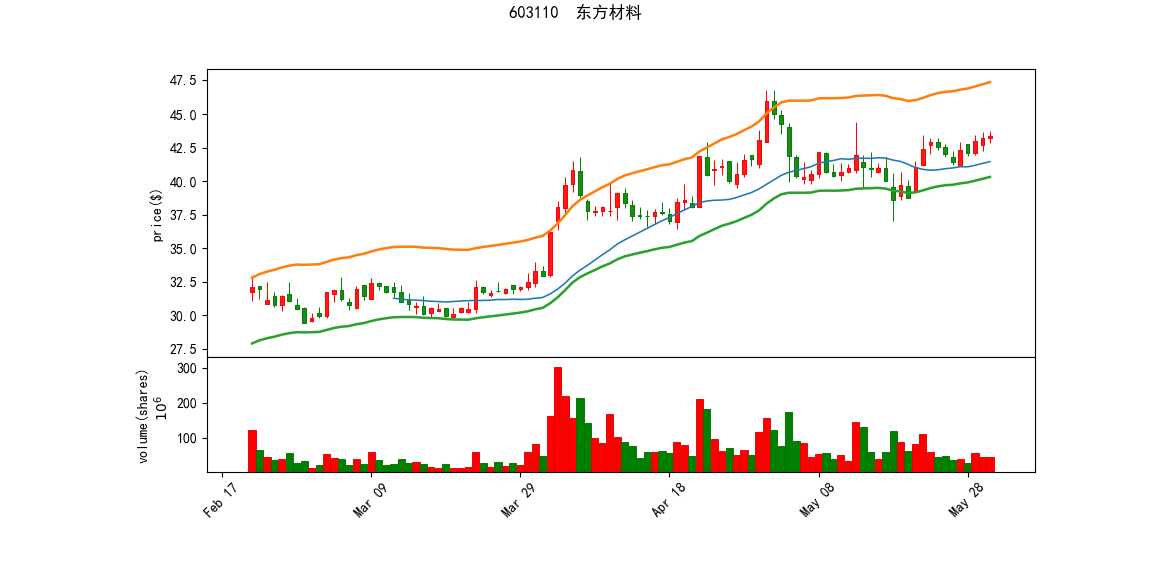 603110  东方材料
47.5
45.0
42.5
40.0
37.5
35.0
32.5
30.0
27.5
price($)
300
200
100
volume(shares)
10^6
Feb 17
Mar 09
Mar 29
Apr 18
May 08
May 28